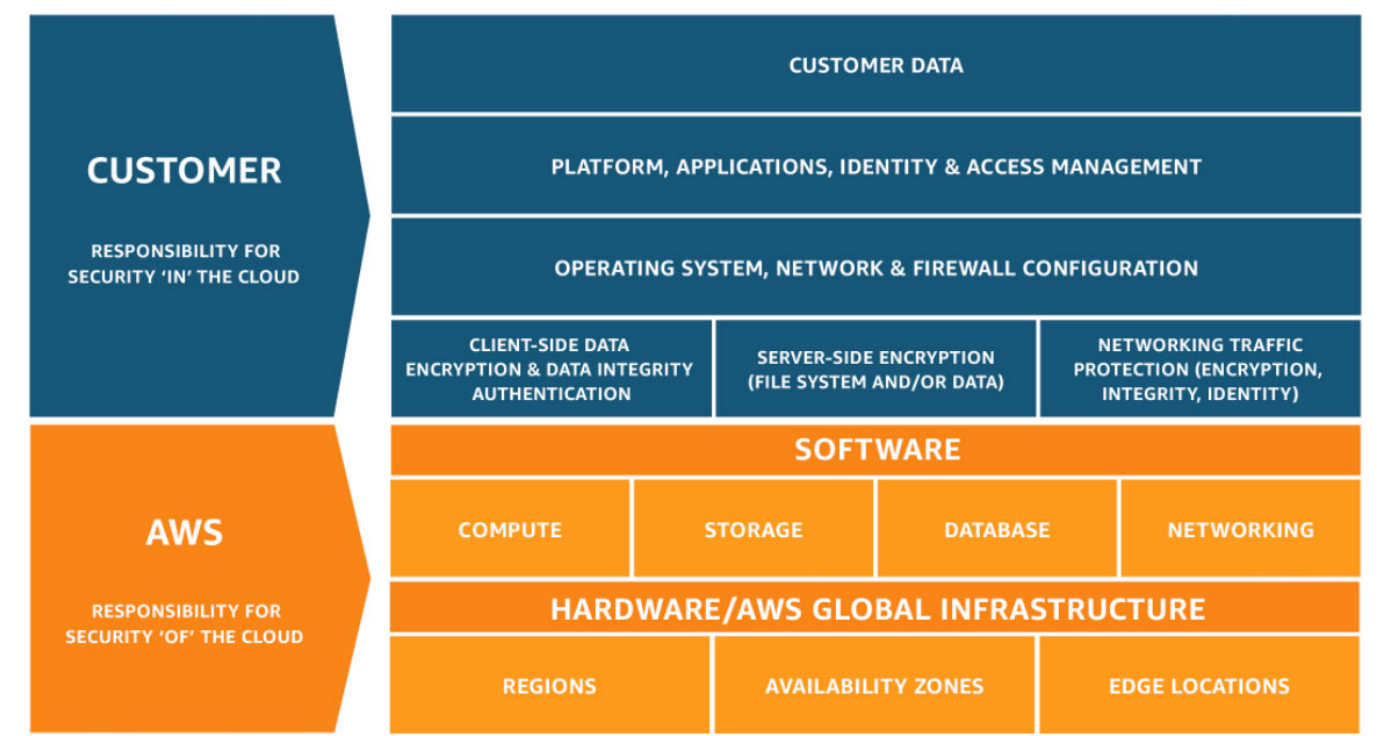 CUSTOMER
RESPONSIBILITY FOR
SECURITY ‘IN’ THE CLOUD
CUSTOMER DATA
PLATFORM, APPLICATIONS, IDENTITY & ACCESS MANAGEMENT
OPERATING SYSTEM, NETWORK & FIREWALL CONFIGURATION
CLIENT-SIDE DATA
ENCRYPTION & DATA INTEGRITY
AUTHENTICATION
SERVER-SIDE ENCRYPTION
(FILE SYSTEM AND/OR DATA)
NETWORKING TRAFFIC
PROTECTION (ENCRYPTION,
INTEGRITY, IDENTITY)
AWS
RESPONSIBILITY FOR
SECURITY ‘OF’ THE CLOUD
SOFTWARE
COMPUTE
STORAGE
DATABASE
NETWORKING
HARDWARE/AWS GLOBAL INFRASTRUCTURE
REGIONS
AVAILABILITY ZONES
EDGE LOCATIONS